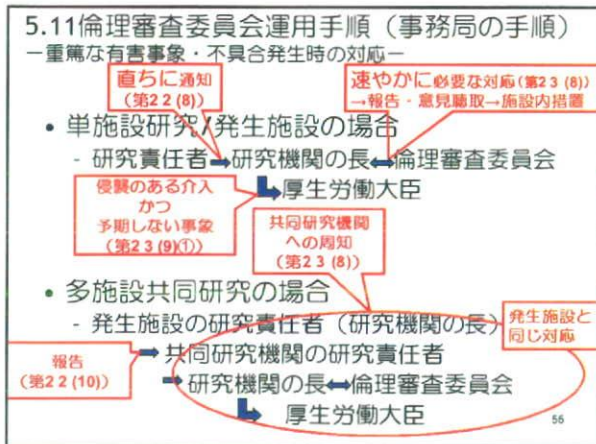 5.11倫理審査委員会運用手順（事務局の手順）
－重篤な有害事象・不具合発生時の対応－
直ちに通知
（第２２(8)）
速やかに必要な対応（第２３(8)）
→報告・意見聴取→施設内措置
• 単施設研究/発生施設の場合
- 研究責任者➡研究機関の長⬌倫理審査委員会
厚生労働大臣
侵襲のある介入
かつ
予期しない事象
（第２３(9)①）
共同研究機関
への周知
（第２３(8)）
• 多施設共同研究の場合
- 発生施設の研究責任者（研究機関の長）
発生施設と
同じ対応
報告
（第２２(10)）
➡共同研究機関の研究責任者
➡研究機関の長⬌倫理審査委員会
厚生労働大臣
56